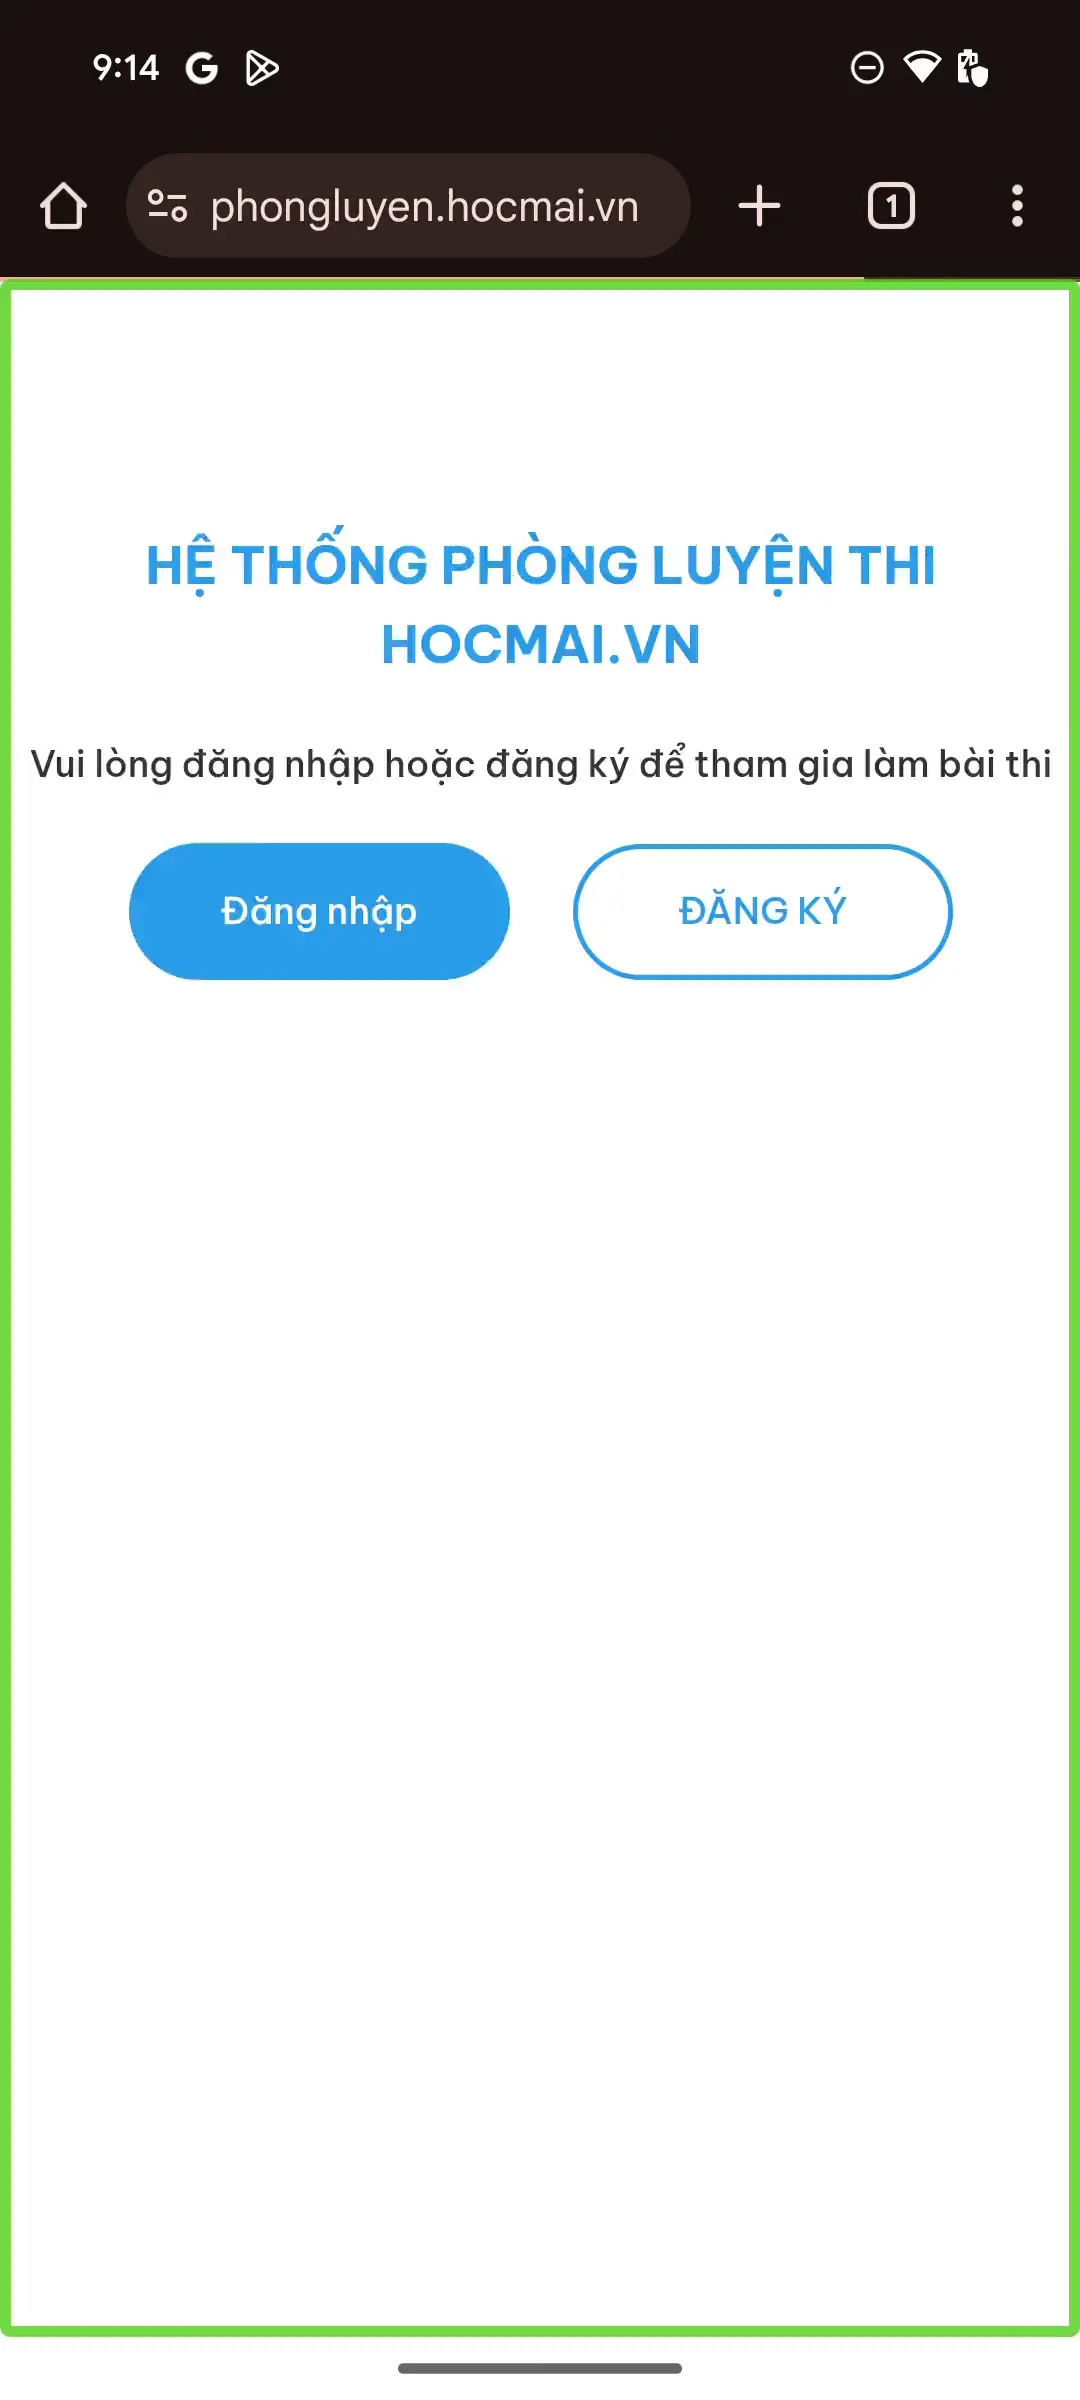 9:14
phongluyen.hocmai.vn
1
HỆ THỐNG PHÒNG LUYỆN THI
HOCMAI.VN
Vui lòng đăng nhập hoặc đăng ký để tham gia làm bài thi
Đăng nhập
ĐĂNG KÝ